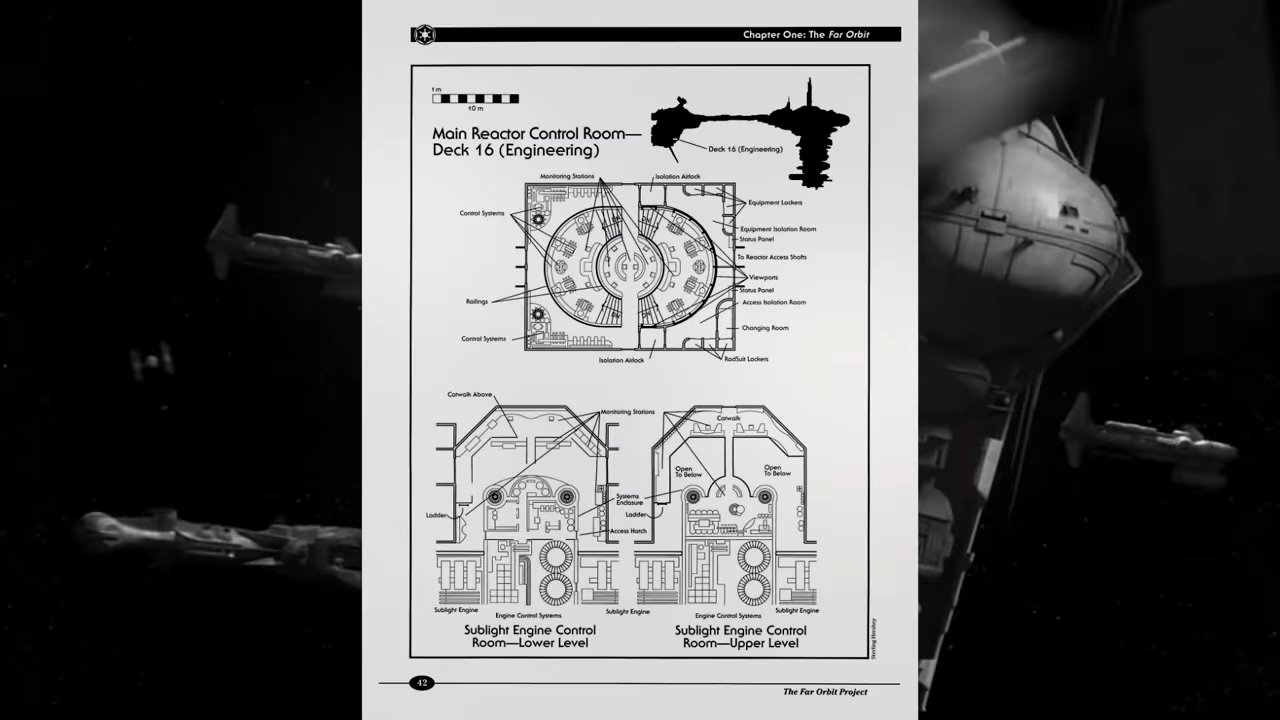 Chapter One: The Far Orbit
1 m
10 m
Main Reactor Control Room—
Deck 16 (Engineering)
Deck 16 (Engineering)
Monitoring Stations
Isolation Airlock
Control Systems
Equipment Lockers
Equipment Isolation Room
Status Panel
To Reactor Access Shafts
Viewports
Status Panel
Railings
Access Isolation Room
Changing Room
Control Systems
Isolation Airlock
RadSuit Lockers
Catwalk Above
Monitoring Stations
Catwalk
Open
To Below
Open
To Below
Systems
Enclosure
Ladder
Ladder
Access Hatch
Sublight Engine
Engine Control Systems
Sublight Engine
Engine Control Systems
Sublight Engine
Sublight Engine Control
Room—Lower Level
Sublight Engine Control
Room—Upper Level
Sterling Hershey
42
The Far Orbit Project